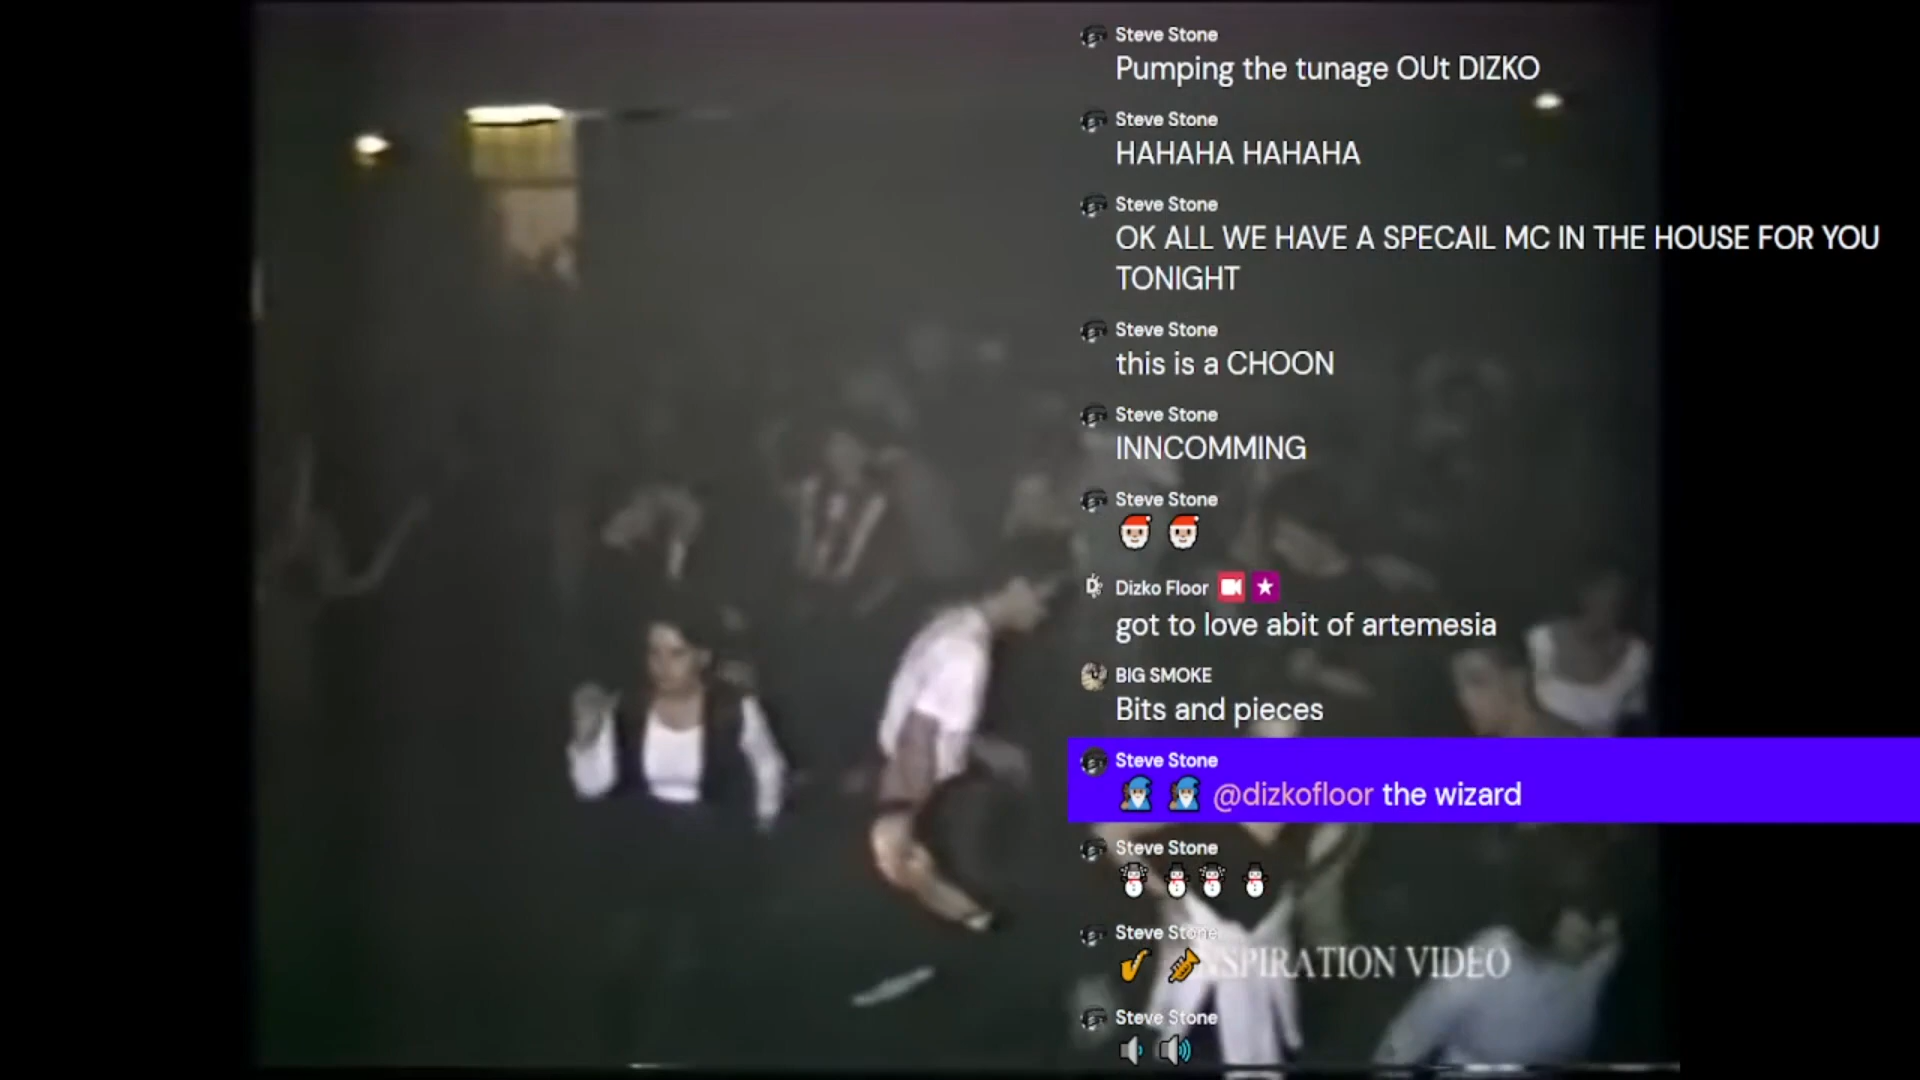 Steve Stone
Pumping the tunage OUt DIZKO
Steve Stone
HAHAHA HAHAHA
Steve Stone
OK ALL WE HAVE A SPECAIL MC IN THE HOUSE FOR YOU
TONIGHT
Steve Stone
this is a CHOON
Steve Stone
INNCOMMING
Steve Stone
🎅🏼 🎅🏼
Dizko Floor
got to love abit of artemesia
BIG SMOKE
Bits and pieces
Steve Stone
🧙‍♂️ 🧙‍♂️ @dizkofloor the wizard
Steve Stone
☃️ ⛄ ☃️ ⛄
Steve Stone
🎷 🎺
NSPIRATION VIDEO
Steve Stone
🔈 🔊